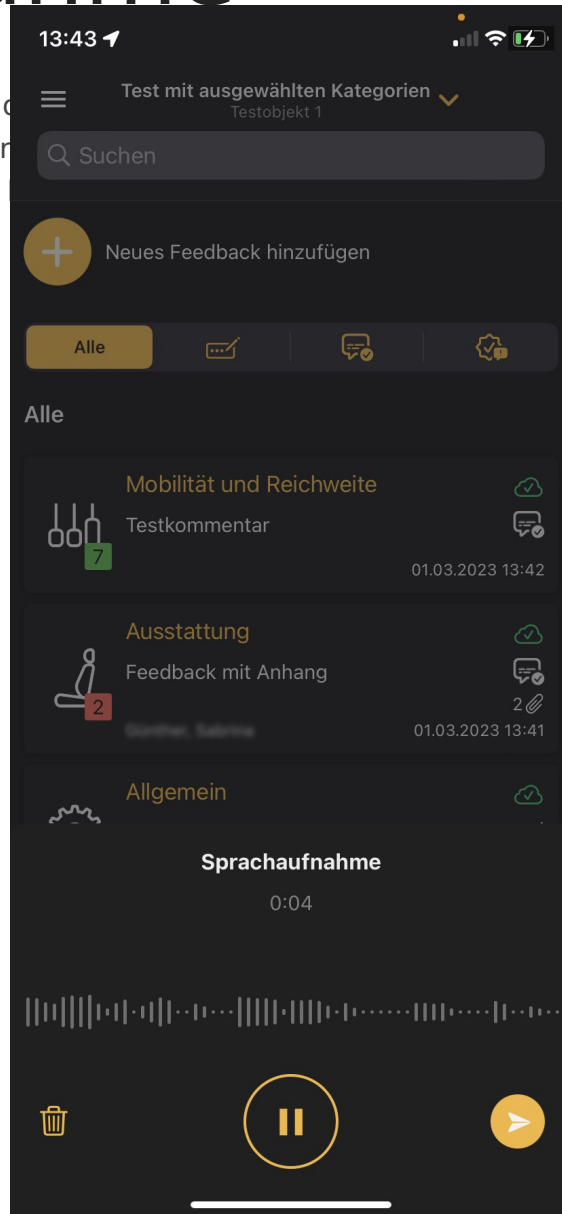 13:43
Test mit ausgewählten Kategorien
Testobjekt 1
Suchen
Neues Feedback hinzufügen
Alle
Alle
Mobilität und Reichweite
Testkommentar
7
01.03.2023 13:42
Ausstattung
Feedback mit Anhang
2
2
01.03.2023 13:41
Allgemein
Sprachaufnahme
0:04